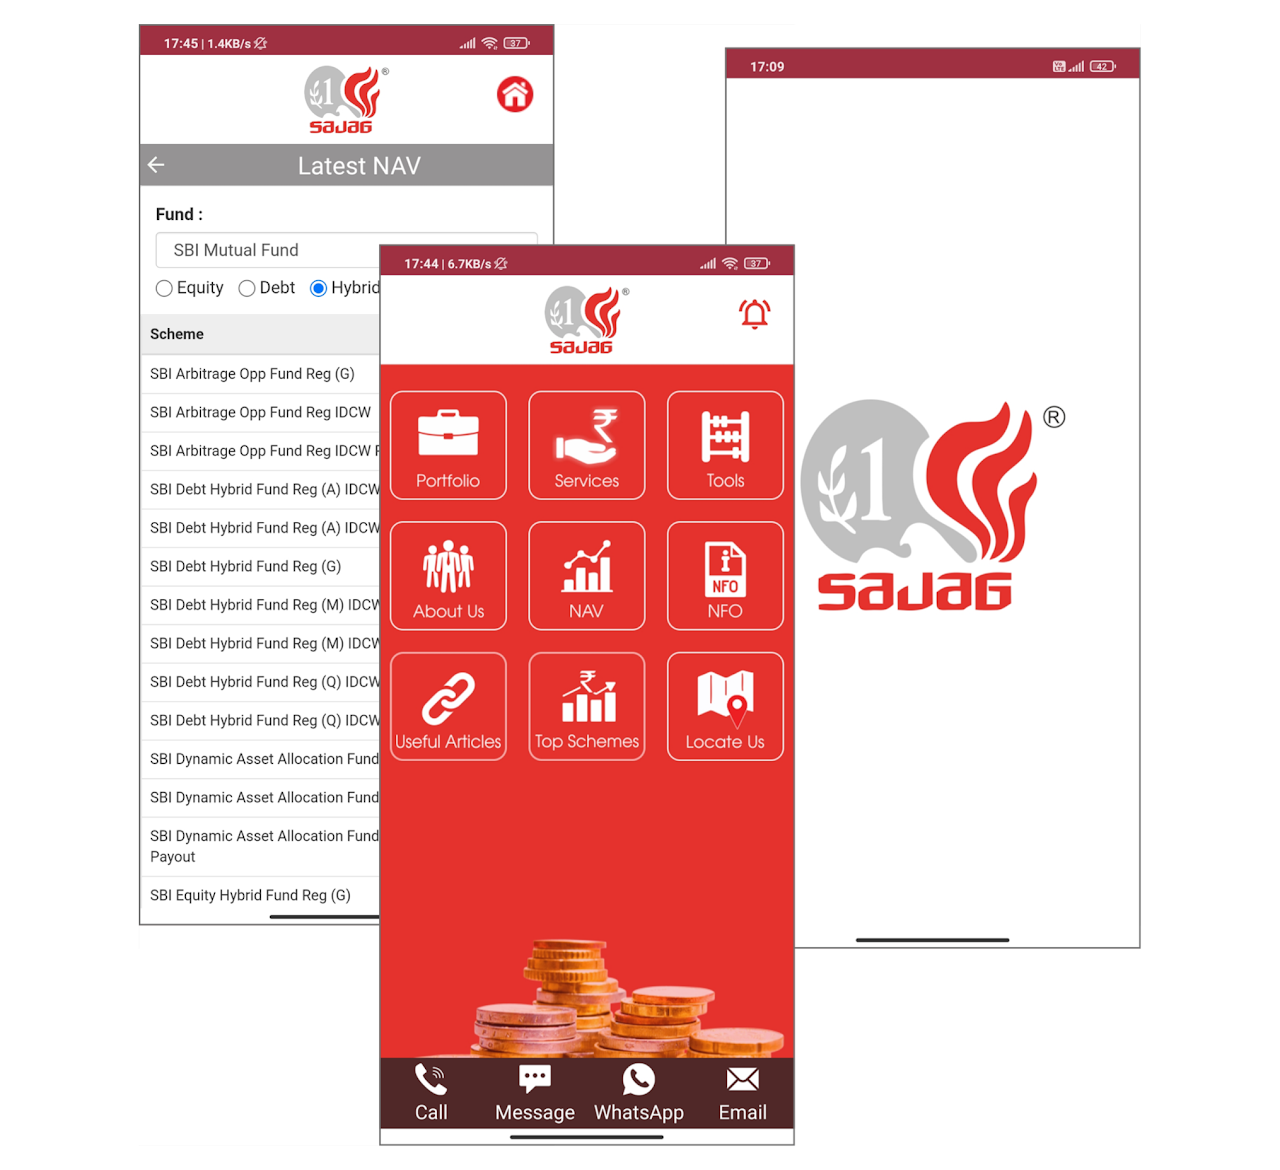 17:45 | 1.4KB/s
37
1
®
SAJAG
Latest NAV
Fund :
SBI Mutual Fund
Equity Debt Hybrid
Scheme
SBI Arbitrage Opp Fund Reg (G)
SBI Arbitrage Opp Fund Reg IDCW
SBI Arbitrage Opp Fund Reg IDCW
SBI Debt Hybrid Fund Reg (A) IDCW
SBI Debt Hybrid Fund Reg (A) IDCW
SBI Debt Hybrid Fund Reg (G)
SBI Debt Hybrid Fund Reg (M) IDCW
SBI Debt Hybrid Fund Reg (M) IDCW
SBI Debt Hybrid Fund Reg (Q) IDCW
SBI Debt Hybrid Fund Reg (Q) IDCW
SBI Dynamic Asset Allocation Fund
SBI Dynamic Asset Allocation Fund
SBI Dynamic Asset Allocation Fund
Payout
SBI Equity Hybrid Fund Reg (G)
17:44 | 6.7KB/s
37
1
®
SAJAG
₹
Portfolio Services Tools
NFO
About Us NAV NFO
₹
Useful Articles Top Schemes Locate Us
Call Message WhatsApp Email
17:09
42
1
®
SAJAG